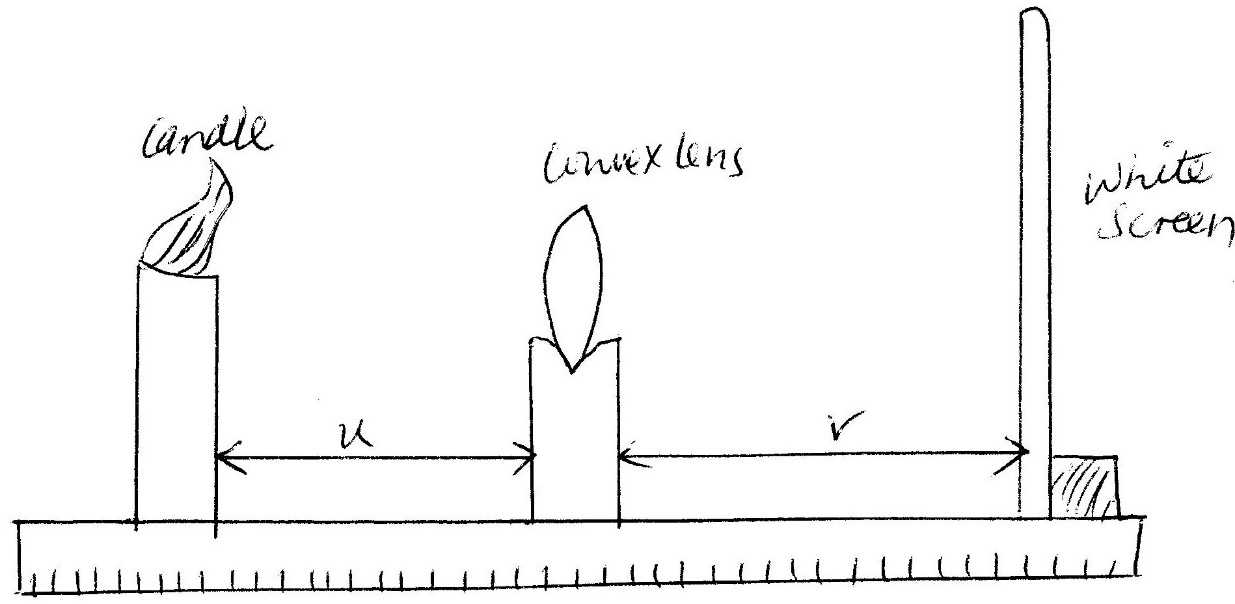 Candle
Convex lens
White
Screen
u
v